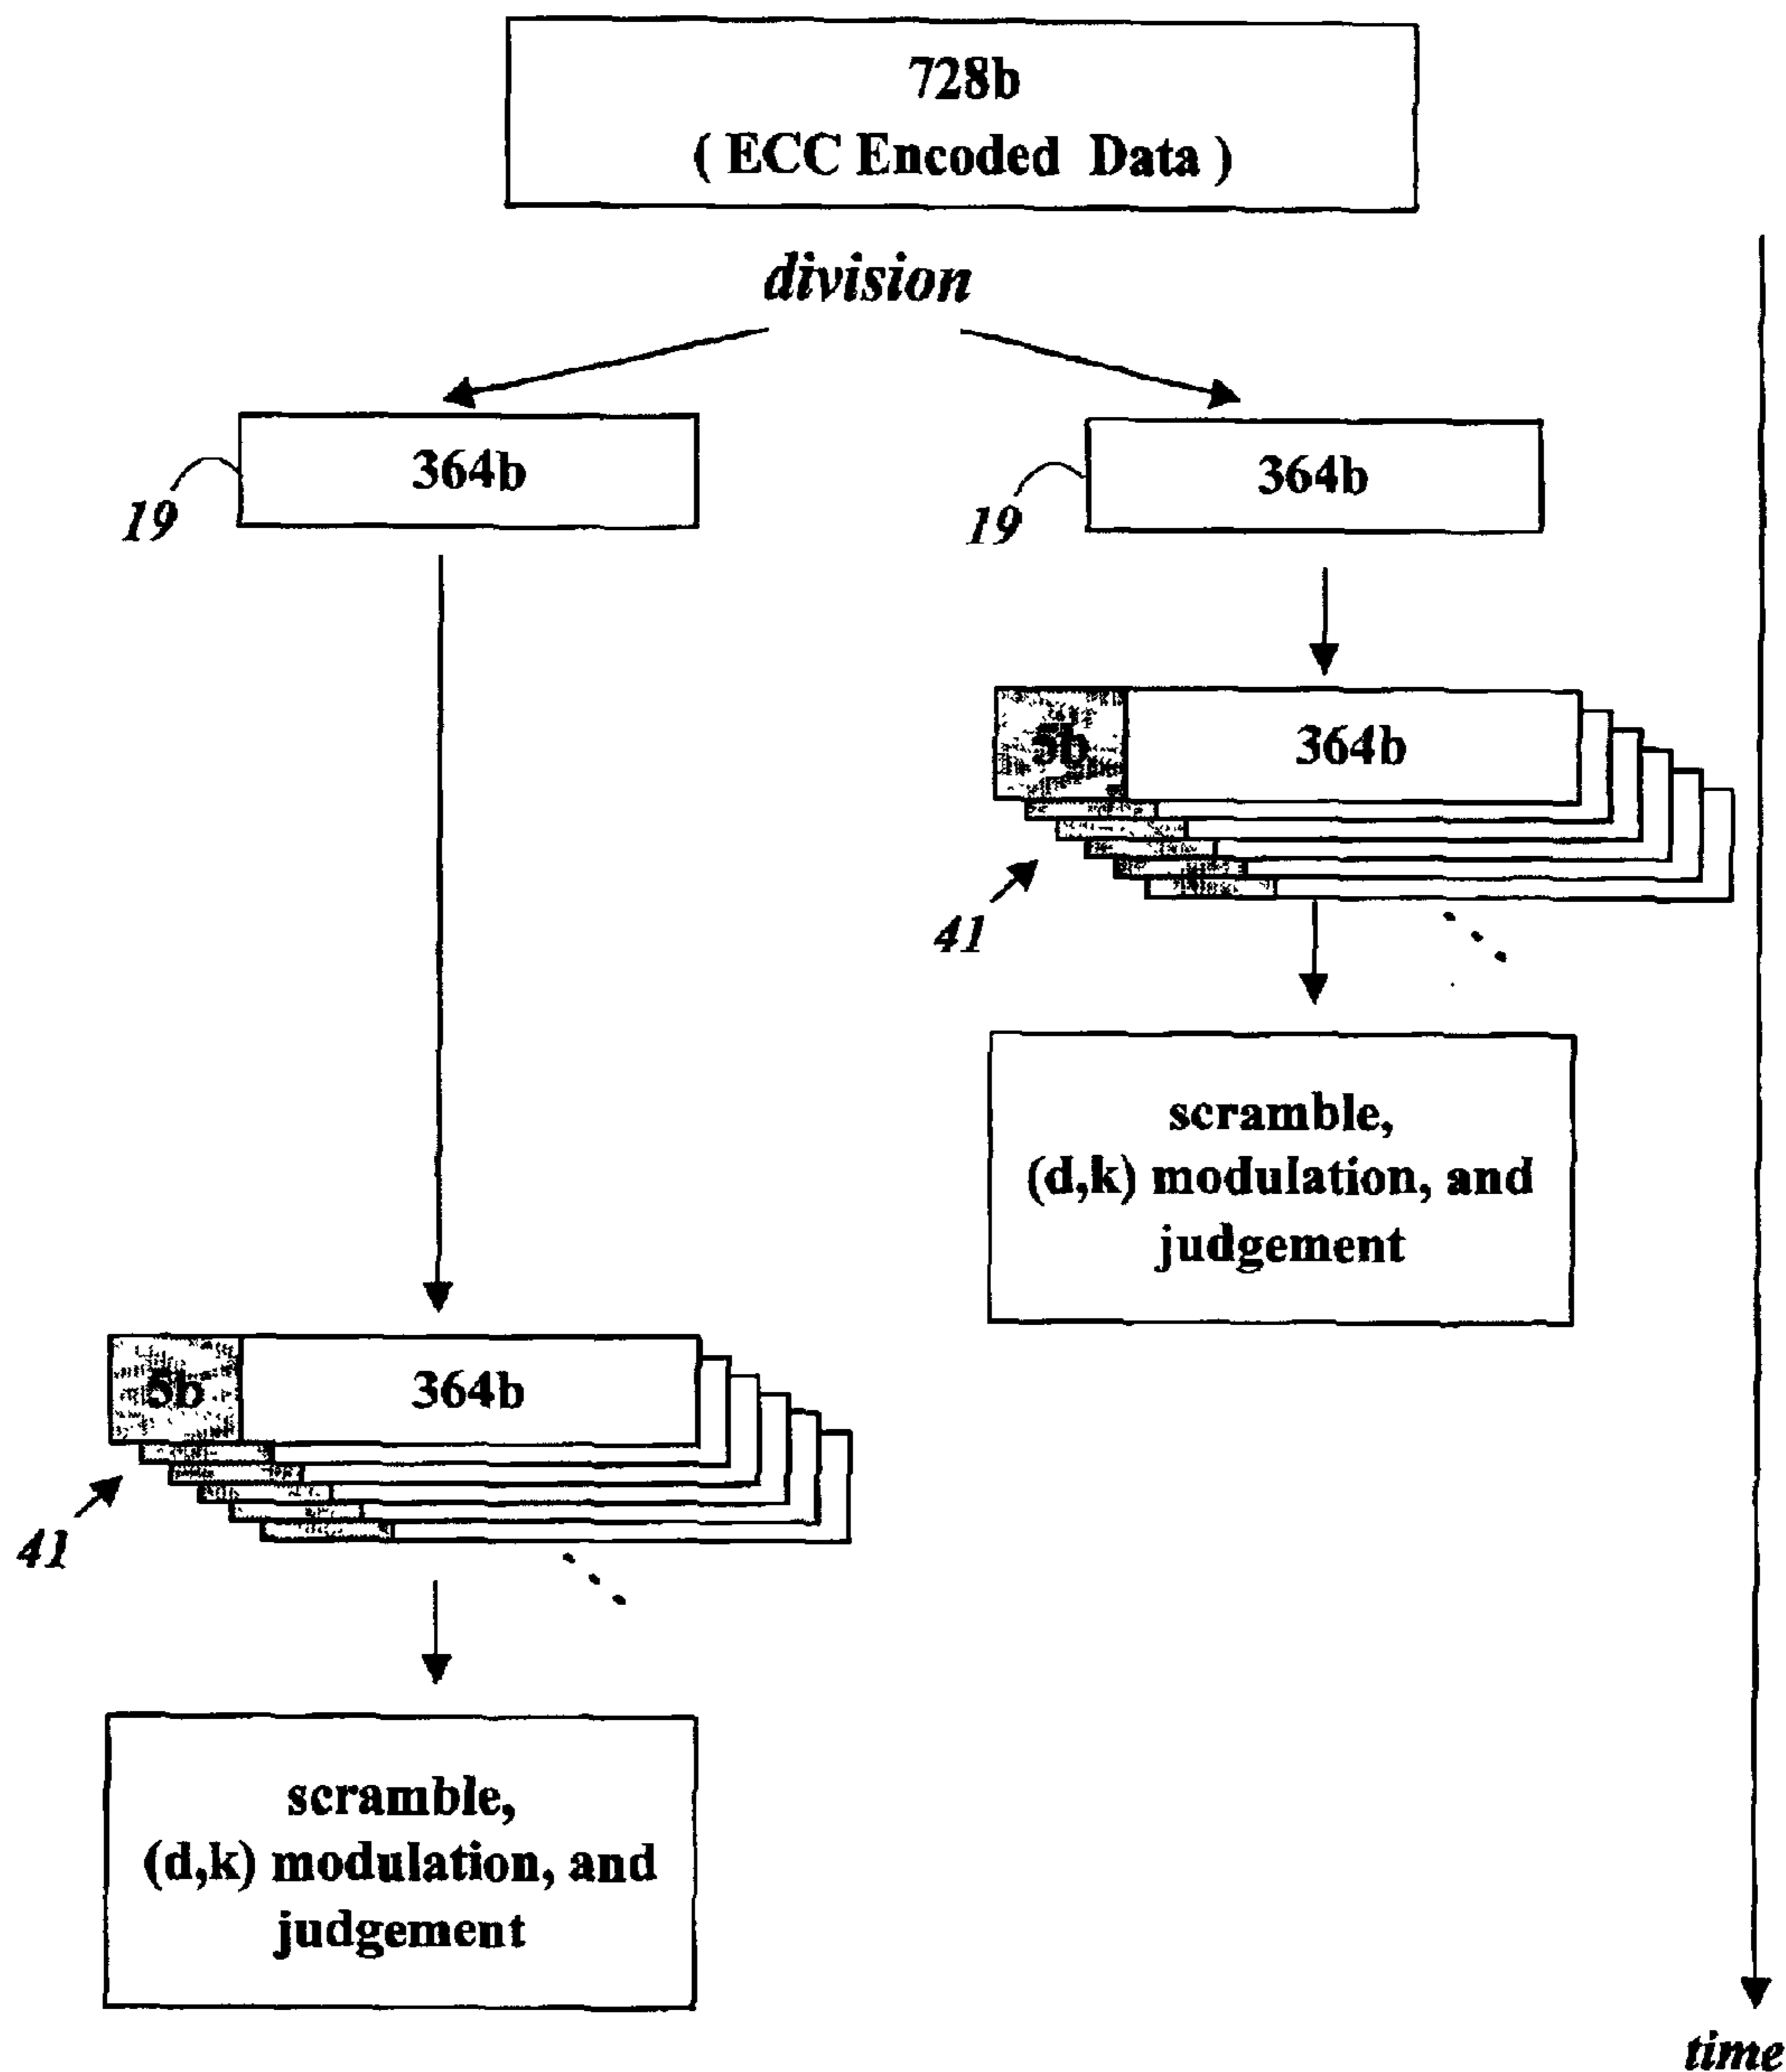 728b
( ECC Encoded Data )
division
364b
364b
19
19
5b
364b
41
scramble,
(d,k) modulation, and
judgement
5b
364b
41
scramble,
(d,k) modulation, and
judgement
time